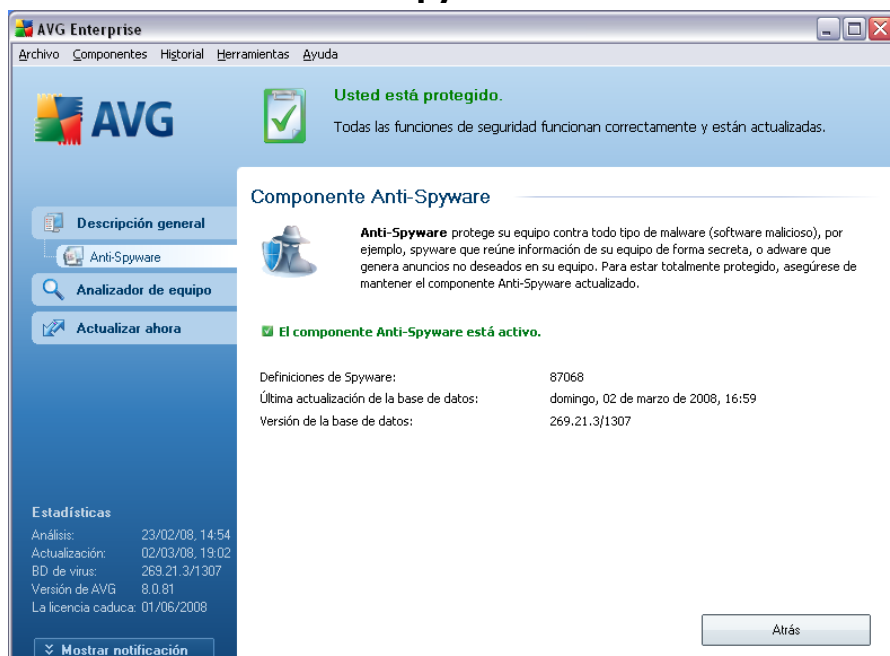 AVG Enterprise
Archivo Componentes Historial Herramientas Ayuda
AVG
Usted está protegido.
Todas las funciones de seguridad funcionan correctamente y están actualizadas.
Descripción general
Anti-Spyware
Analizador de equipo
Actualizar ahora
Componente Anti-Spyware
Anti-Spyware protege su equipo contra todo tipo de malware (software malicioso), por
ejemplo, spyware que reúne información de su equipo de forma secreta, o adware que
genera anuncios no deseados en su equipo. Para estar totalmente protegido, asegúrese de
mantener el componente Anti-Spyware actualizado.
El componente Anti-Spyware está activo.
Definiciones de Spyware: 87068
Última actualización de la base de datos: domingo, 02 de marzo de 2008, 16:59
Versión de la base de datos: 269.21.3/1307
Estadísticas
Análisis: 23/02/08, 14:54
Actualización: 02/03/08, 19:02
BD de virus: 269.21.3/1307
Versión de AVG 8.0.81
La licencia caduca: 01/06/2008
Mostrar notificación
Atrás